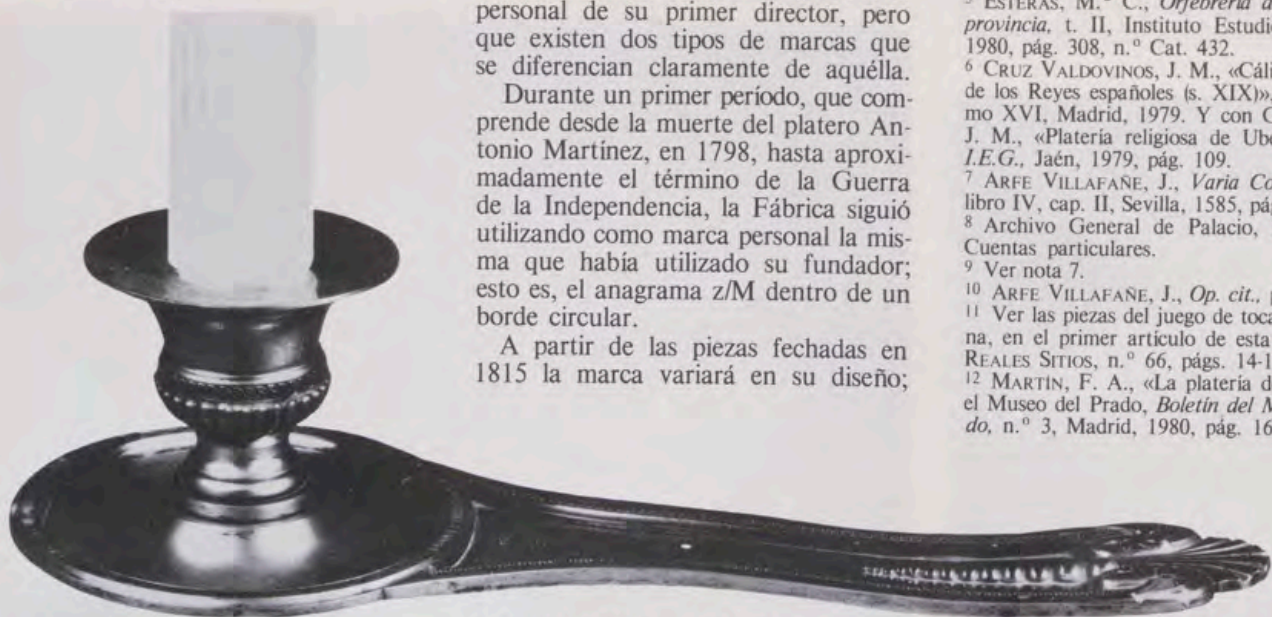 personal de su primer director, pero
que existen dos tipos de marcas que
se diferencian claramente de aquélla.
Durante un primer período, que com-
prende desde la muerte del platero An-
tonio Martínez, en 1798, hasta aproxi-
madamente el término de la Guerra
de la Independencia, la Fábrica siguió
utilizando como marca personal la mis-
ma que había utilizado su fundador;
esto es, el anagrama z/M dentro de un
borde circular.
A partir de las piezas fechadas en
1815 la marca variará en su diseño;
ESTERAS, M.ª C., Orfebrería
provincia, t. II, Instituto Estudi
1980, pág. 308, n.º Cat. 432.
6 CRUZ VALDOVINOS, J. M., «Cáli
de los Reyes españoles (s. XIX)»,
mo XVI, Madrid, 1979. Y con C
J. M., «Platería religiosa de Ube
I.E.G., Jaén, 1979, pág. 109.
7 ARFE VILLAFAÑE, J., Varia Co
libro IV, cap. II, Sevilla, 1585, pág
8 Archivo General de Palacio,
Cuentas particulares.
9 Ver nota 7.
10 ARFE VILLAFAÑE, J., Op. cit., p
11 Ver las piezas del juego de toca
na, en el primer artículo de esta
REALES SITIOS, n.º 66, págs. 14-1
12 MARTÍN, F. A., «La platería d
el Museo del Prado, Boletín del M
do, n.º 3, Madrid, 1980, pág. 16